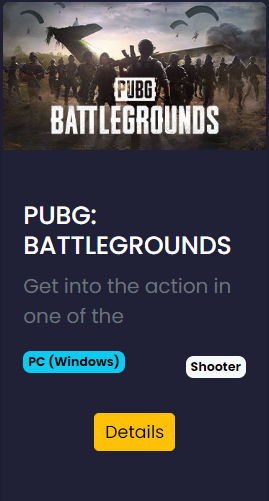 PUBG
BATTLEGROUNDS
PUBG:
BATTLEGROUNDS
Get into the action in
one of the
PC (Windows)
Shooter
Details